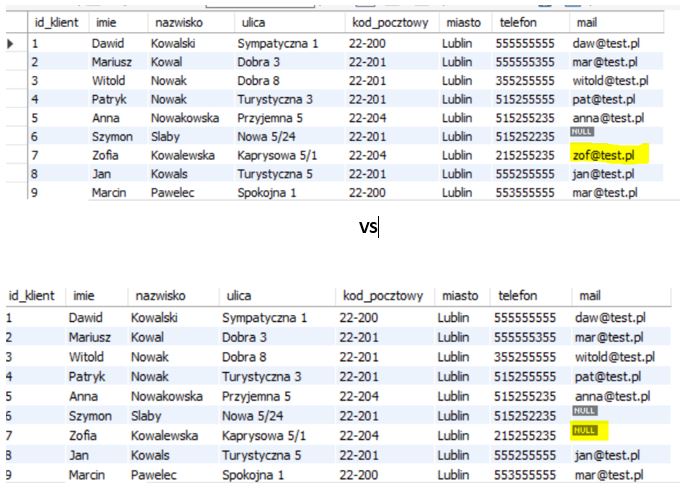 id_klient imie nazwisko ulica kod_pocztowy miasto telefon mail
1 Dawid Kowalski Sympatyczna 1 22-200 Lublin 555555555 daw@test.pl
2 Mariusz Kowal Dobra 3 22-201 Lublin 555555355 mar@test.pl
3 Witold Nowak Dobra 8 22-201 Lublin 355255555 witold@test.pl
4 Patryk Nowak Turystyczna 3 22-201 Lublin 515255555 pat@test.pl
5 Anna Nowakowska Przyjemna 5 22-204 Lublin 515255235 anna@test.pl
6 Szymon Slaby Nowa 5/24 22-201 Lublin 515252235 NULL
7 Zofia Kowalewska Kaprysowa 5/1 22-204 Lublin 215255235 zof@test.pl
8 Jan Kowals Turystyczna 5 22-201 Lublin 555255555 jan@test.pl
9 Marcin Pawelec Spokojna 1 22-200 Lublin 553555555 mar@test.pl
vs
id_klient imie nazwisko ulica kod_pocztowy miasto telefon mail
1 Dawid Kowalski Sympatyczna 1 22-200 Lublin 555555555 daw@test.pl
2 Mariusz Kowal Dobra 3 22-201 Lublin 555555355 mar@test.pl
3 Witold Nowak Dobra 8 22-201 Lublin 355255555 witold@test.pl
4 Patryk Nowak Turystyczna 3 22-201 Lublin 515255555 pat@test.pl
5 Anna Nowakowska Przyjemna 5 22-204 Lublin 515255235 anna@test.pl
6 Szymon Slaby Nowa 5/24 22-201 Lublin 515252235 NULL
7 Zofia Kowalewska Kaprysowa 5/1 22-204 Lublin 215255235 NULL
8 Jan Kowals Turystyczna 5 22-201 Lublin 555255555 jan@test.pl
9 Marcin Pawelec Spokojna 1 22-200 Lublin 553555555 mar@test.pl